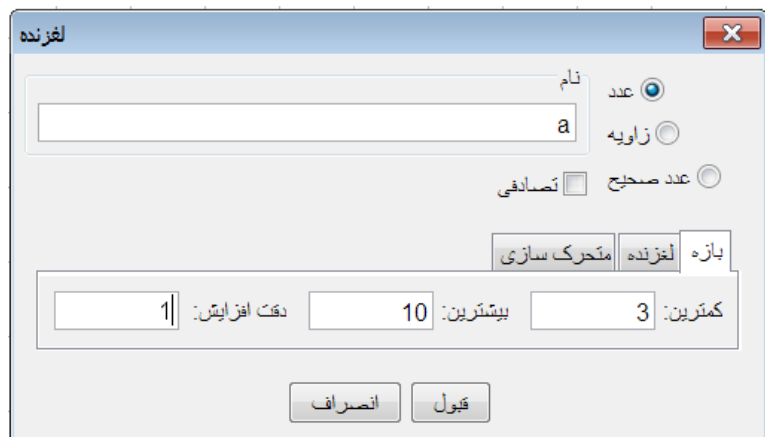 لغزنده
نام
عدد
a
زاویه
عدد صحیح
تصادفی
بازه لغزنده متحرک سازی
کمترین: 3 بیشترین: 10 دقت افزایش: 1
قبول انصراف